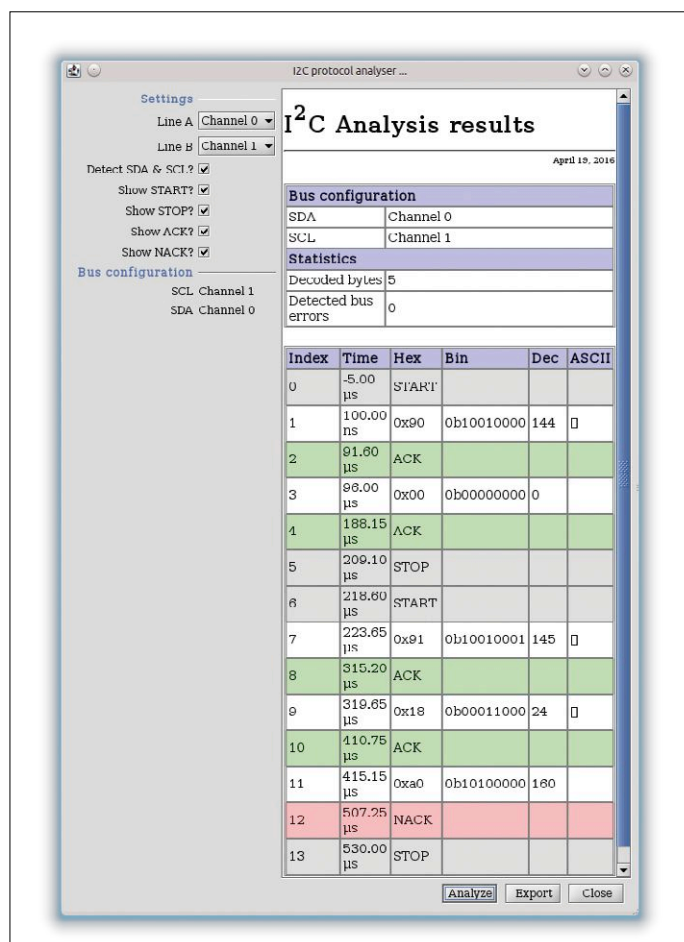 I2C protocol analyser ...
Settings
Line A Channel 0
Line B Channel 1
Detect SDA & SCL?
Show START?
Show STOP?
Show ACK?
Show NACK?
Bus configuration
SCL Channel 1
SDA Channel 0
I2C Analysis results
April 19, 2016
Bus configuration
SDA Channel 0
SCL Channel 1
Statistics
Decoded bytes 5
Detected bus
errors 0
Index Time Hex Bin Dec ASCII
0 -5.00 µs START
1 100.00 ns 0x90 0b10010000 144 []
2 91.60 µs ACK
3 96.00 µs 0x00 0b00000000 0
4 188.15 µs ACK
5 209.10 µs STOP
6 218.60 µs START
7 223.65 µs 0x91 0b10010001 145 []
8 315.20 µs ACK
9 319.65 µs 0x18 0b00011000 24 []
10 410.75 µs ACK
11 415.15 µs 0xa0 0b10100000 160
12 507.25 µs NACK
13 530.00 µs STOP
Analyze Export Close